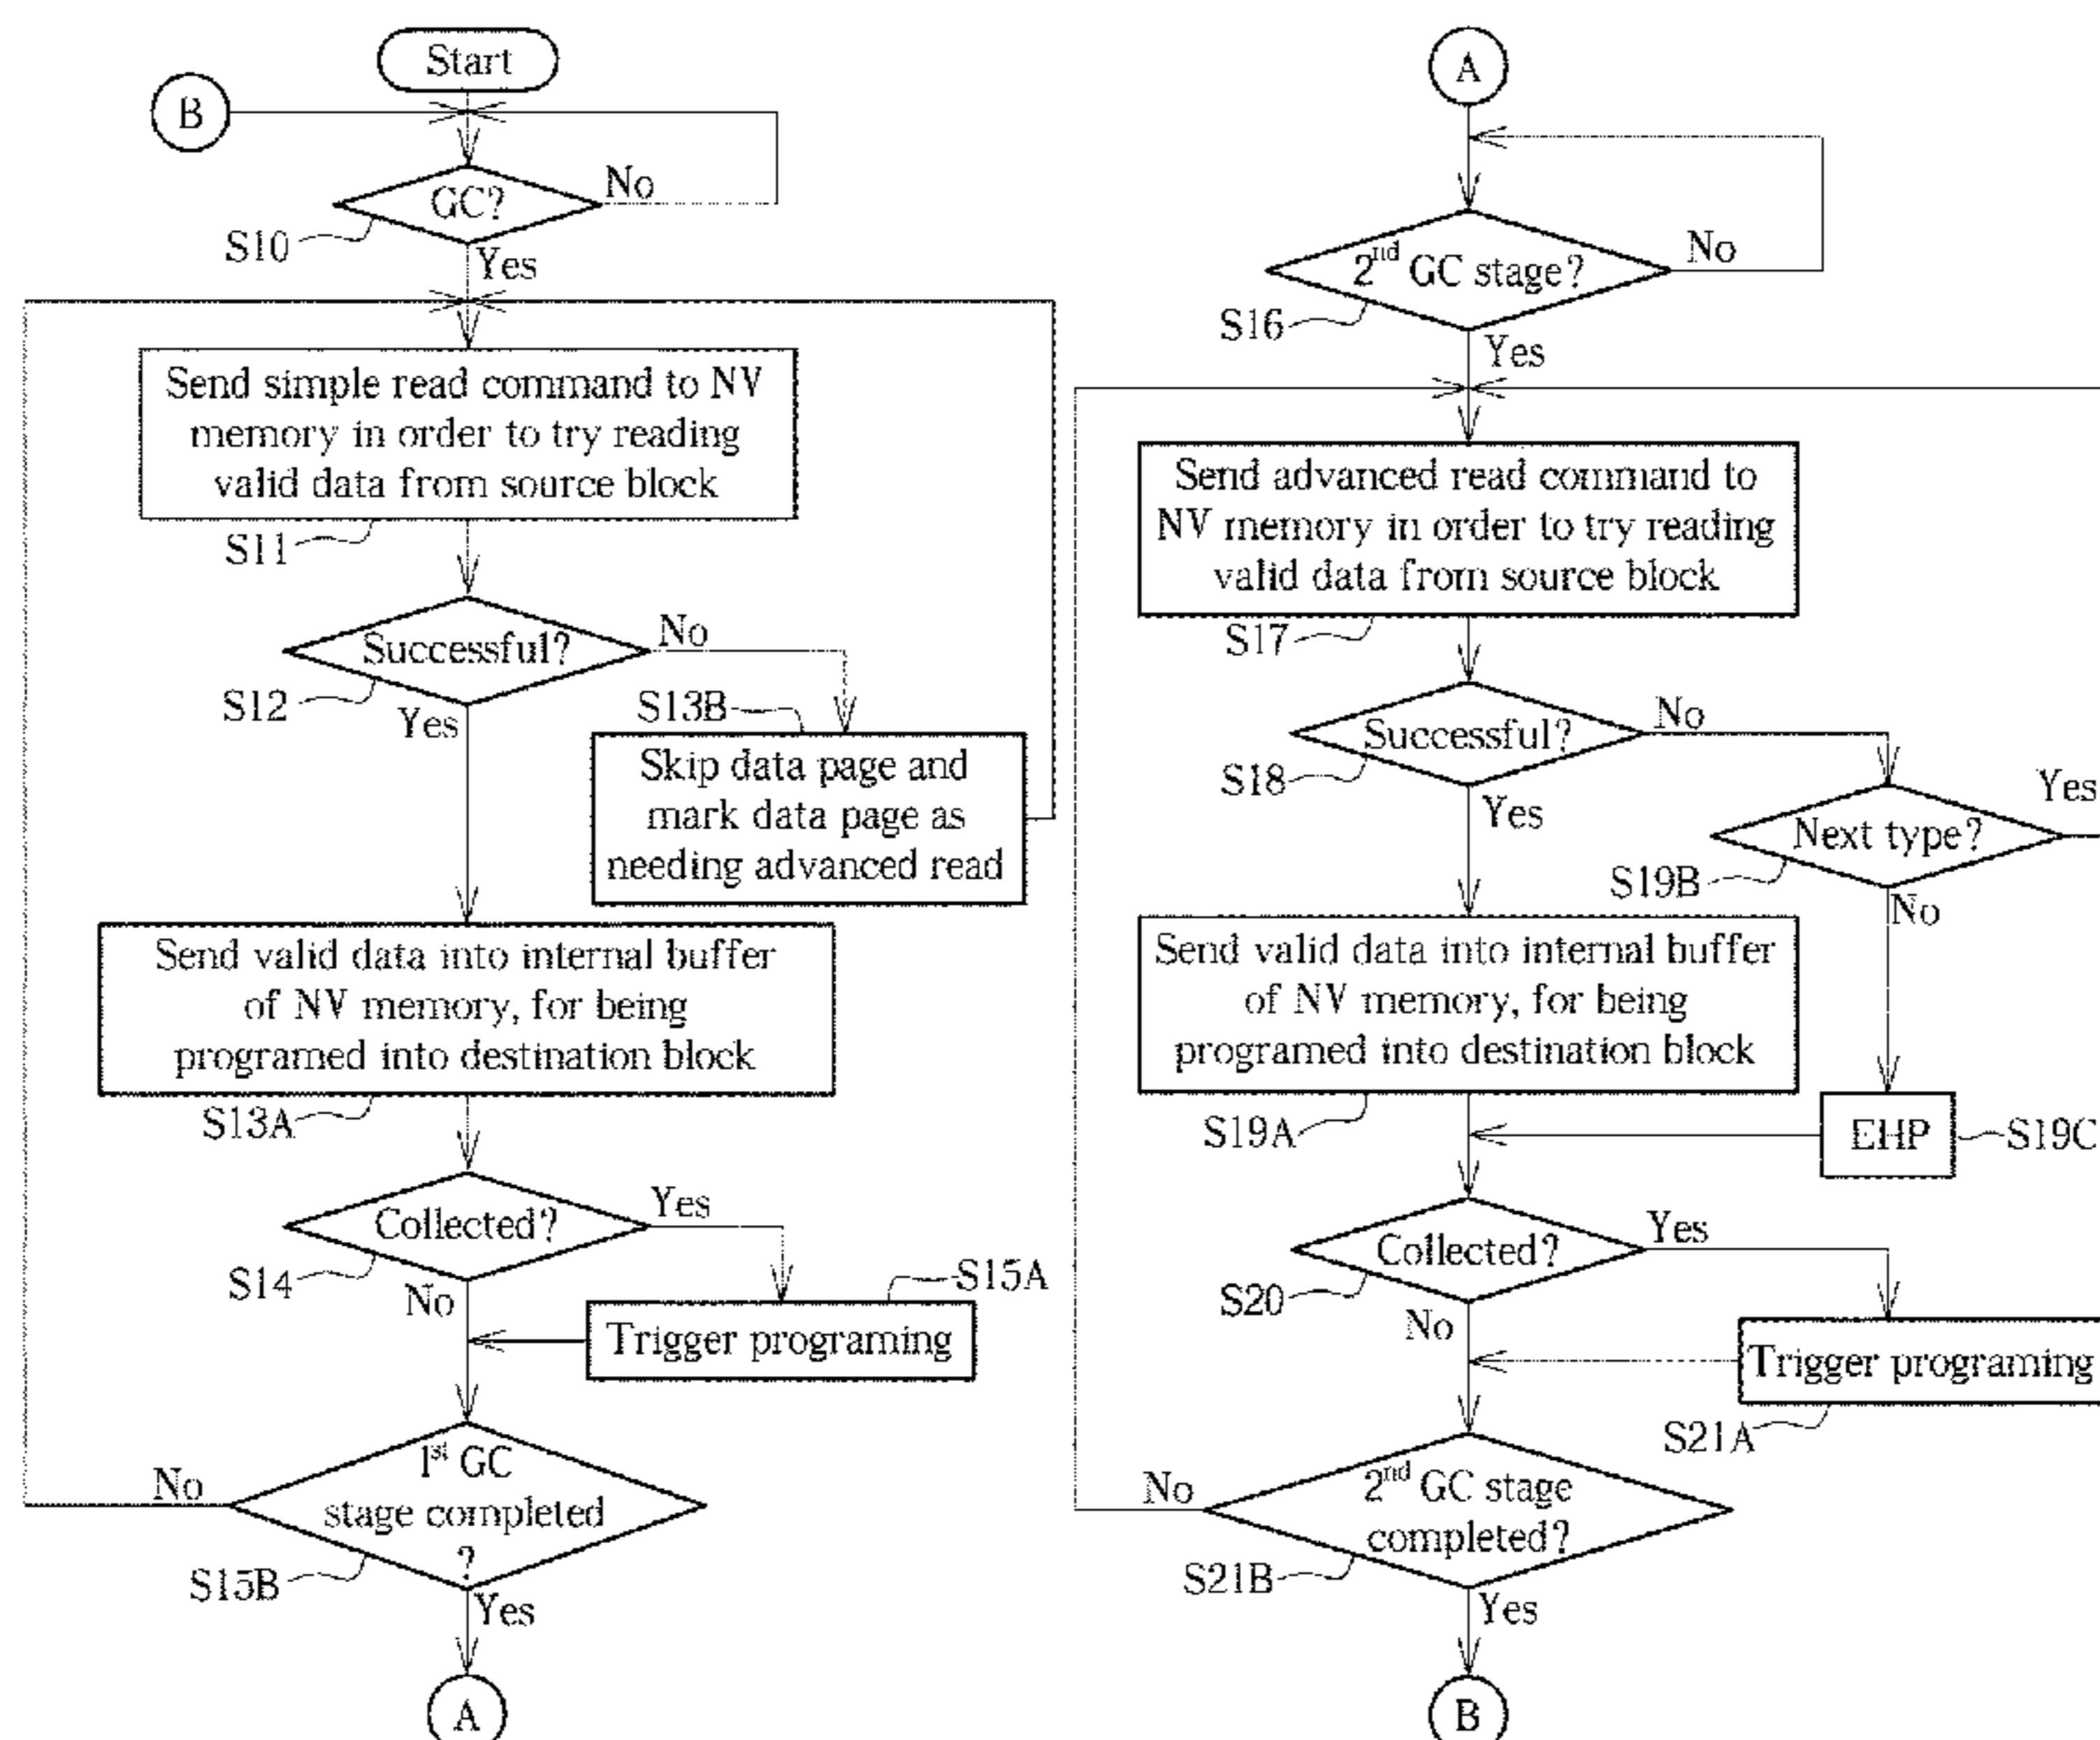 Start
B
GC?
No
S10
Yes
Send simple read command to NV
memory in order to try reading
valid data from source block
S11
Successful?
No
S12
Yes
S13B
Skip data page and
mark data page as
needing advanced read
Send valid data into internal buffer
of NV memory, for being
programed into destination block
S13A
Collected?
Yes
S14
No
S15A
Trigger programing
1st GC
stage completed
?
No
S15B
Yes
A
A
2nd GC stage?
No
S16
Yes
Send advanced read command to
NV memory in order to try reading
valid data from source block
S17
Successful?
No
S18
Yes
Next type?
Yes
S19B
No
Send valid data into internal buffer
of NV memory, for being
programed into destination block
S19A
EHP
S19C
Collected?
Yes
S20
No
Trigger programing
S21A
2nd GC stage
completed?
No
S21B
Yes
B